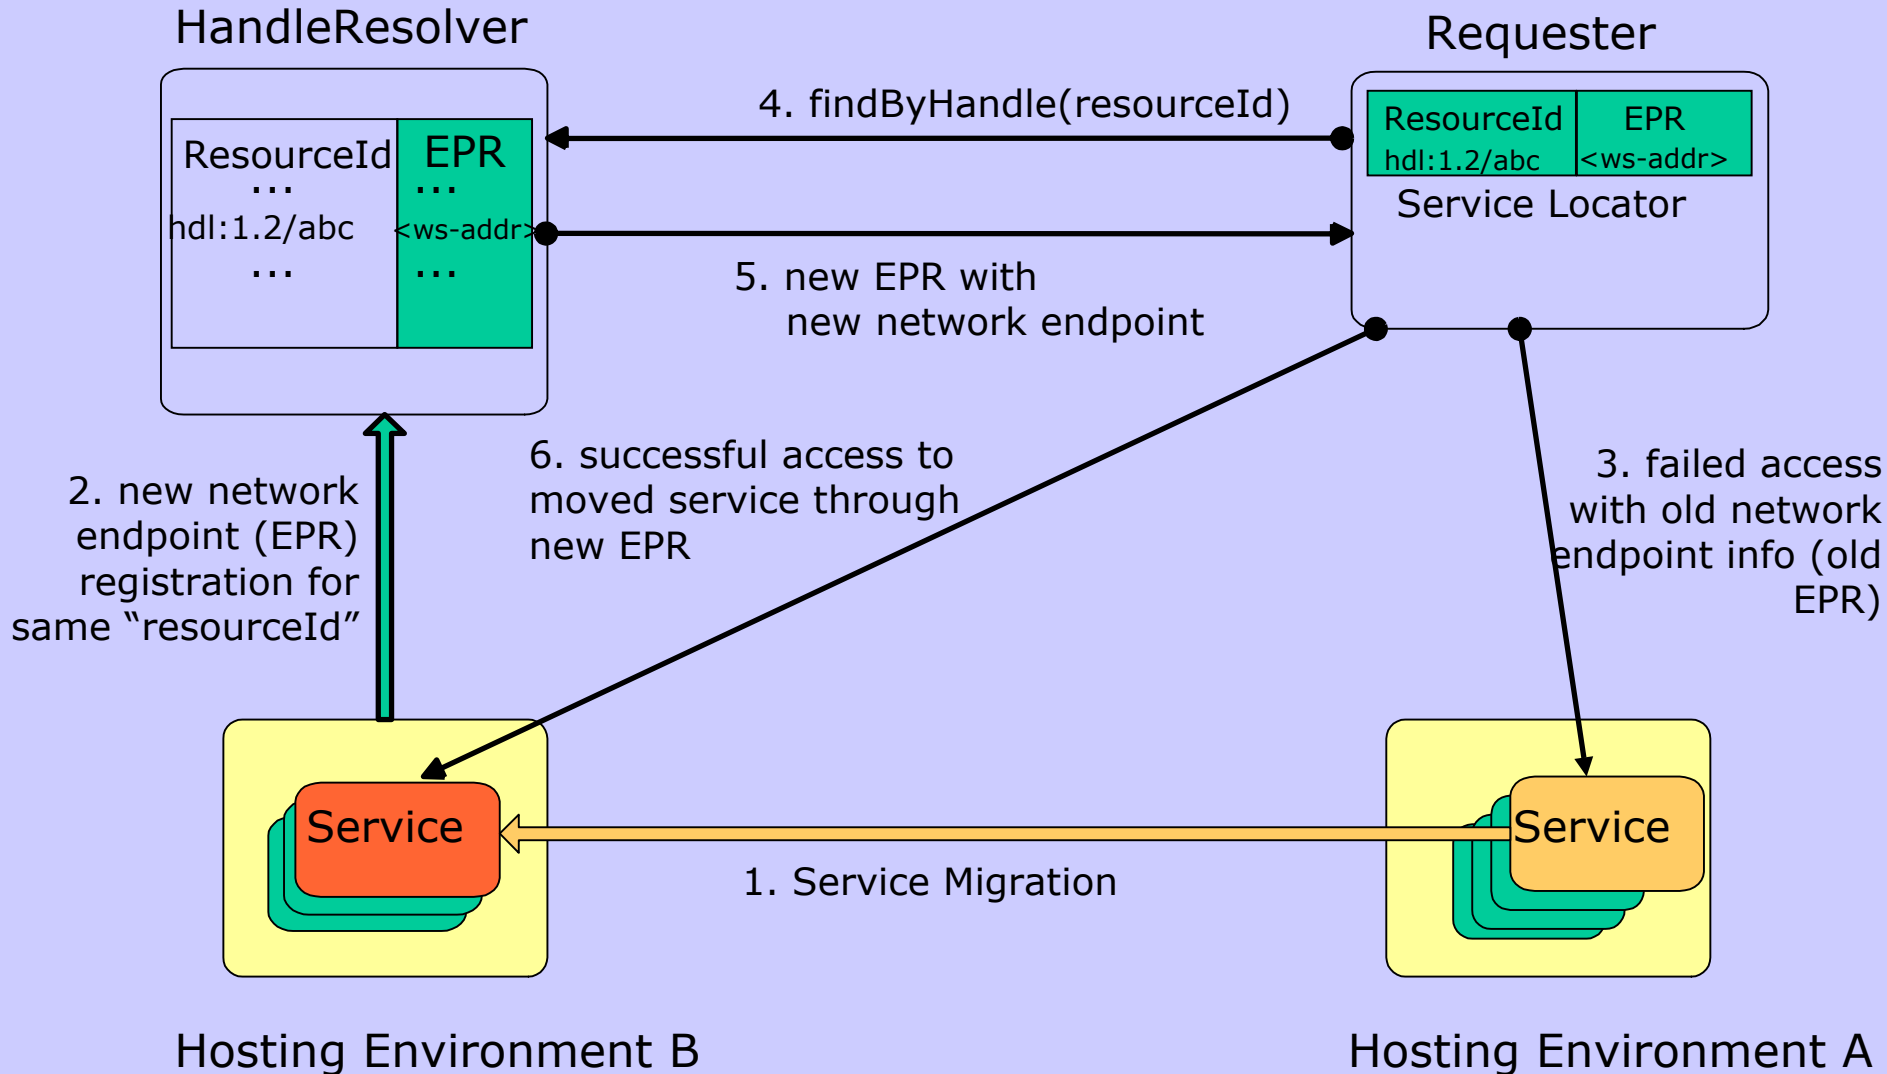 HandleResolver
Requester
4. findByHandle(resourceId)
ResourceId
EPR
hdl:1.2/abc
<ws-addr>
Service Locator
ResourceId
EPR
...
...
hdl:1.2/abc
<ws-addr>
...
...
5. new EPR with
new network endpoint
2. new network
endpoint (EPR)
registration for
same “resourceId”
6. successful access to
moved service through
new EPR
3. failed access
with old network
endpoint info (old
EPR)
Service
Service
1. Service Migration
Hosting Environment B
Hosting Environment A